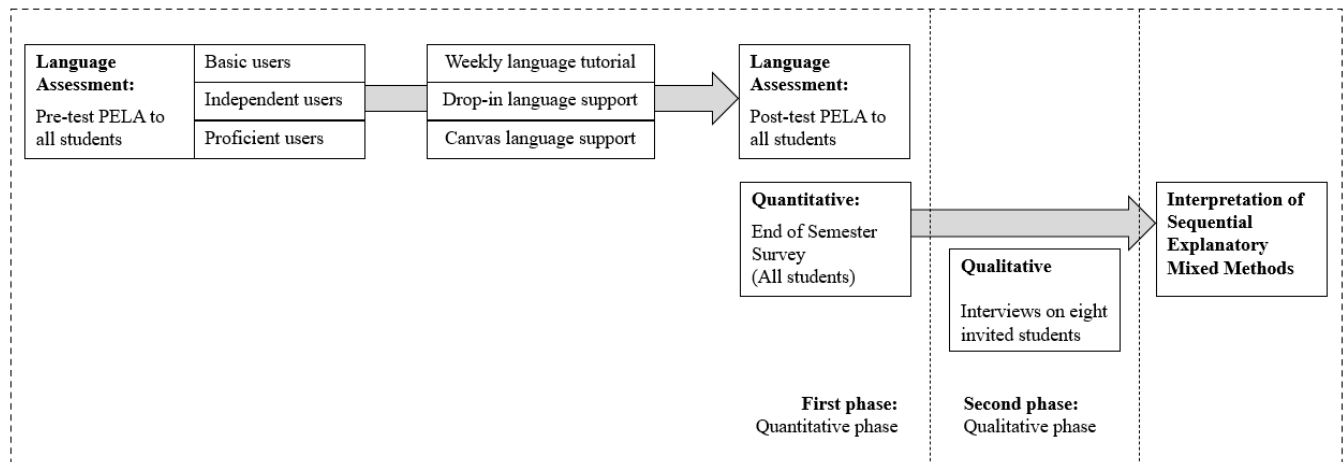 Language
Assessment:
Pre-test PELA to
all students
Basic users
Independent users
Proficient users
Weekly language tutorial
Drop-in language support
Canvas language support
Language
Assessment:
Post-test PELA to
all students
Quantitative:
End of Semester
Survey
(All students)
Qualitative
Interviews on eight
invited students
Interpretation of
Sequential
Explanatory
Mixed Methods
First phase:
Quantitative phase
Second phase:
Qualitative phase